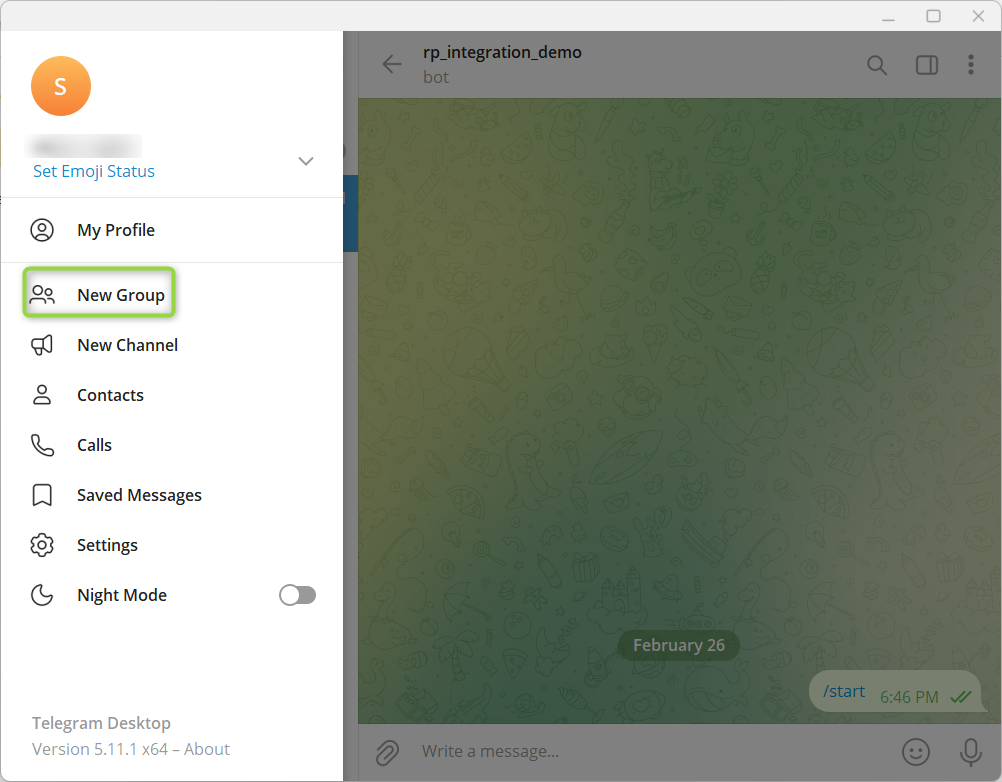 S
Set Emoji Status
My Profile
New Group
New Channel
Contacts
Calls
Saved Messages
Settings
Night Mode
Telegram Desktop
Version 5.11.1 x64 – About
rp_integration_demo
bot
February 26
/start 6:46 PM
Write a message...